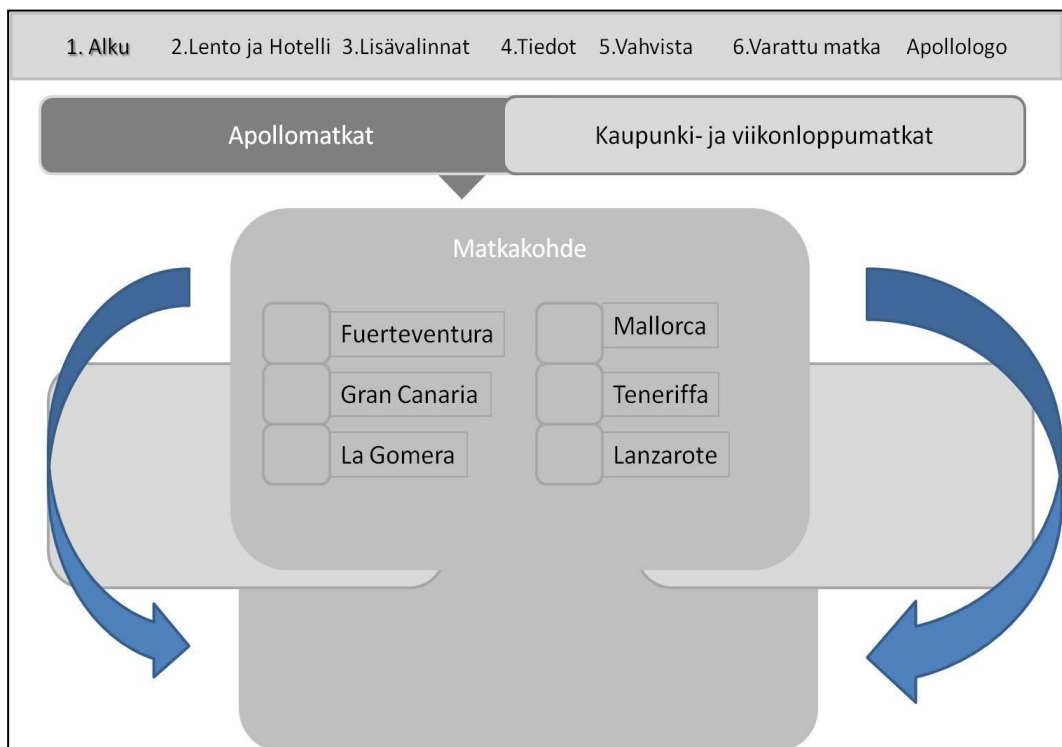 1. Alku 2.Lento ja Hotelli 3.Lisävalinnat 4.Tiedot 5.Vahvista 6.Varattu matka Apollologo
Apollomatkat Kaupunki- ja viikonloppumatkat
Matkakohde
Fuerteventura Mallorca
Gran Canaria Teneriffa
La Gomera Lanzarote